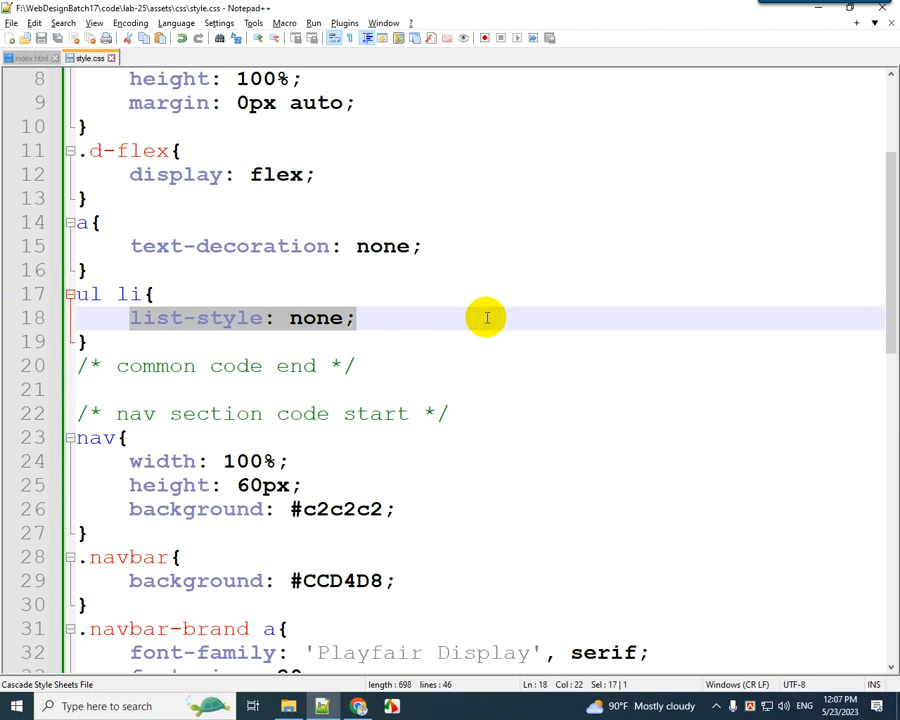 F:\WebDesignBatch17\code\lab-25\assets\css\style.css - Notepad++
File Edit Search View Encoding Language Settings Tools Macro Run Plugins Window ?
index.html style.css
8 height: 100%;
9 margin: 0px auto;
10 }
11 .d-flex{
12 display: flex;
13 }
14 a{
15 text-decoration: none;
16 }
17 ul li{
18 list-style: none;
19 }
20 /* common code end */
21
22 /* nav section code start */
23 nav{
24 width: 100%;
25 height: 60px;
26 background: #c2c2c2;
27 }
28 .navbar{
29 background: #CCD4D8;
30 }
31 .navbar-brand a{
32 font-family: 'Playfair Display', serif;
Cascade Style Sheets File length : 698 lines : 46 Ln : 18 Col : 22 Sel : 17 | 1 Windows (CR LF) UTF-8 INS
Type here to search 90°F Mostly cloudy 12:07 PM
5/23/2023